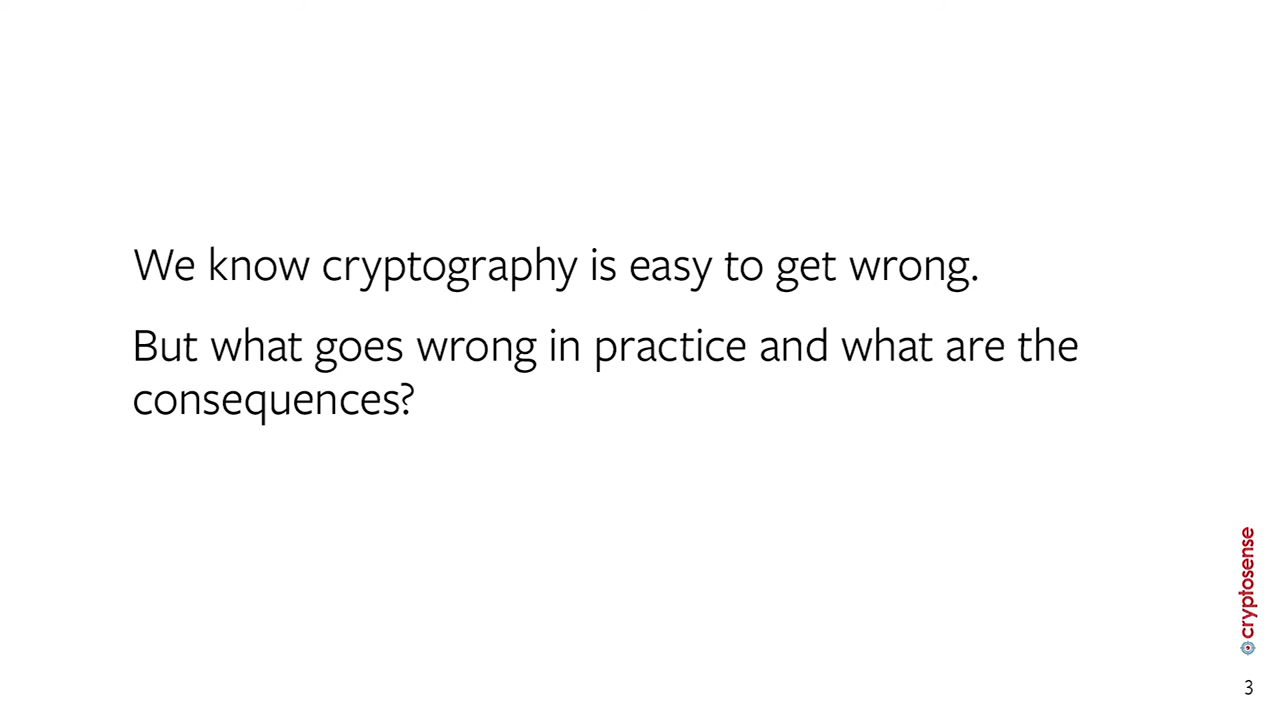 We know cryptography is easy to get wrong.
But what goes wrong in practice and what are the
consequences?
cryptosense
3